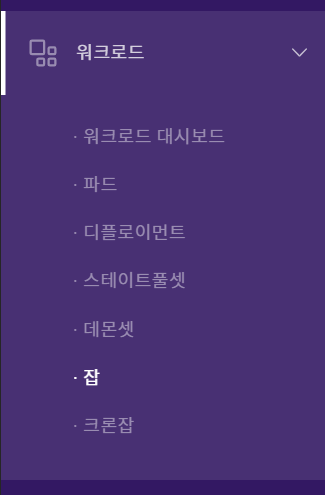 워크로드
· 워크로드 대시보드
· 파드
· 디플로이먼트
· 스테이트풀셋
· 데몬셋
· 잡
· 크론잡